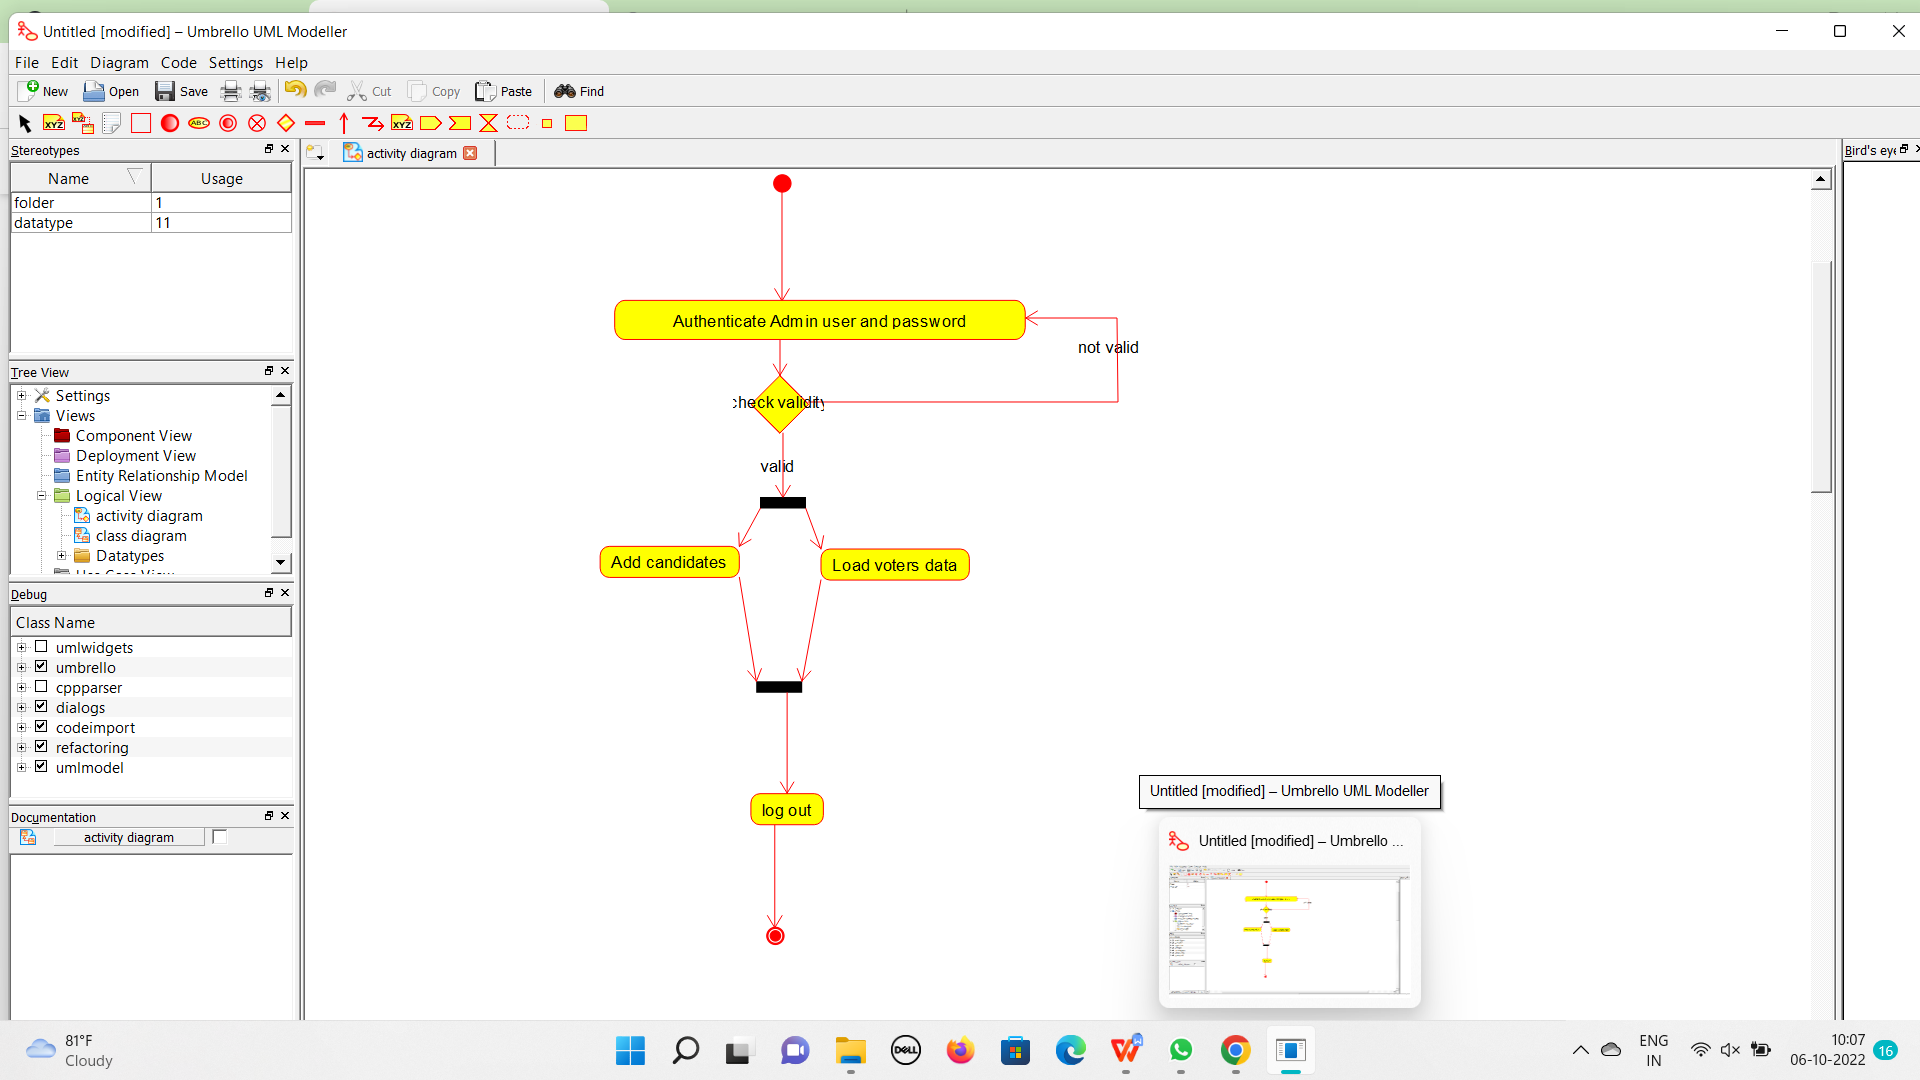 Untitled [modified] – Umbrello UML Modeller
File Edit Diagram Code Settings Help
New Open Save Cut Copy Paste Find
XYZ ABC XYZ
Stereotypes
Name Usage
folder 1
datatype 11
Tree View
Settings
Views
Component View
Deployment View
Entity Relationship Model
Logical View
activity diagram
class diagram
Datatypes
Debug
Class Name
umlwidgets
umbrello
cppparser
dialogs
codeimport
refactoring
umlmodel
Documentation
activity diagram
activity diagram
Bird's eye
Authenticate Admin user and password
not valid
check validity
valid
Add candidates
Load voters data
log out
Untitled [modified] – Umbrello UML Modeller
Untitled [modified] – Umbrello ...
81°F
Cloudy
DELL
W
ENG
IN
10:07
06-10-2022
16